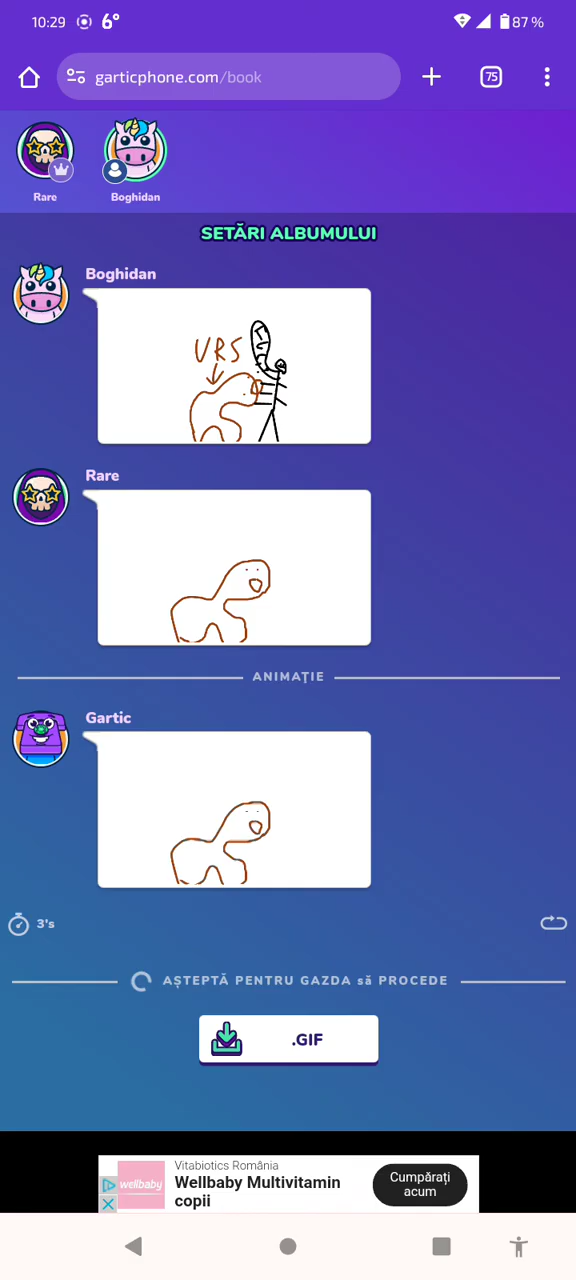 10:29 6° 87 %
garticphone.com/book
75
Rare
Boghidan
SETĂRI ALBUMULUI
Boghidan
URS
Rare
ANIMAȚIE
Gartic
3's
AȘTEPTĂ PENTRU GAZDA să PROCEDE
.GIF
Vitabiotics România
wellbaby
Wellbaby Multivitamin
copii
Cumpărați
acum